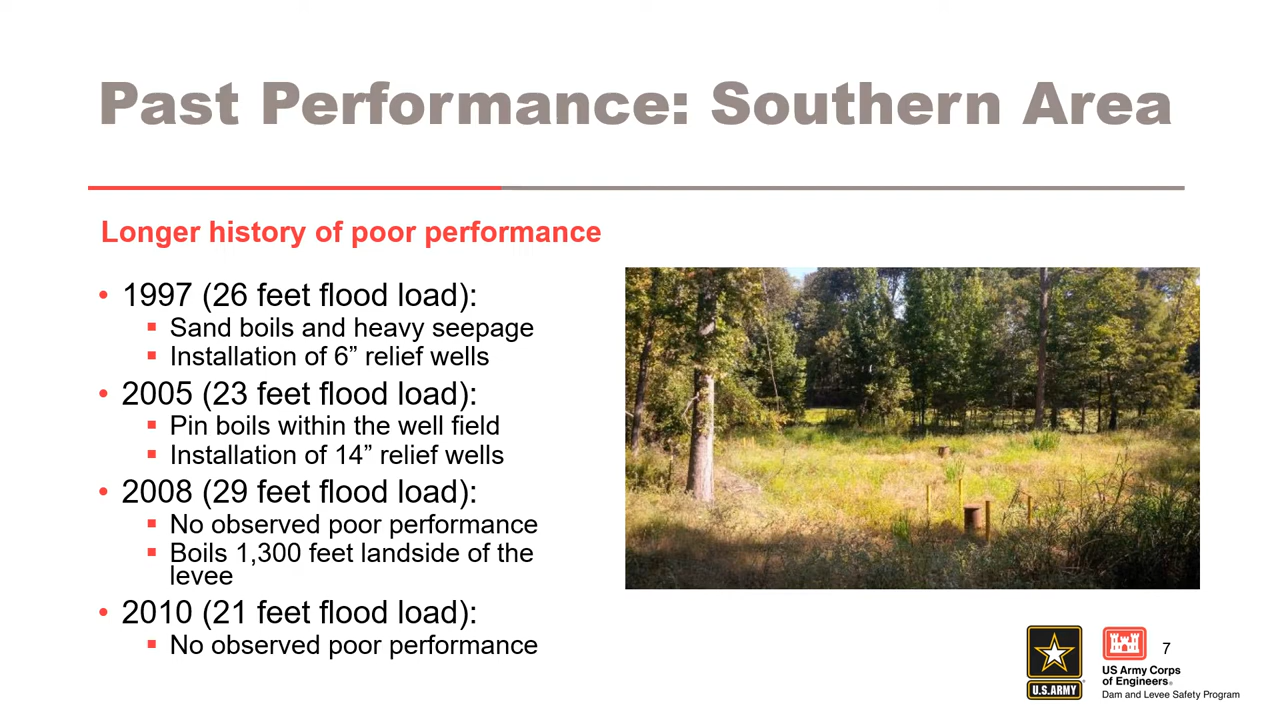 Past Performance: Southern Area
Longer history of poor performance
• 1997 (26 feet flood load):
▪ Sand boils and heavy seepage
▪ Installation of 6” relief wells
• 2005 (23 feet flood load):
▪ Pin boils within the well field
▪ Installation of 14” relief wells
• 2008 (29 feet flood load):
▪ No observed poor performance
▪ Boils 1,300 feet landside of the
levee
• 2010 (21 feet flood load):
▪ No observed poor performance
U.S.ARMY
7
US Army Corps
of Engineers®
Dam and Levee Safety Program